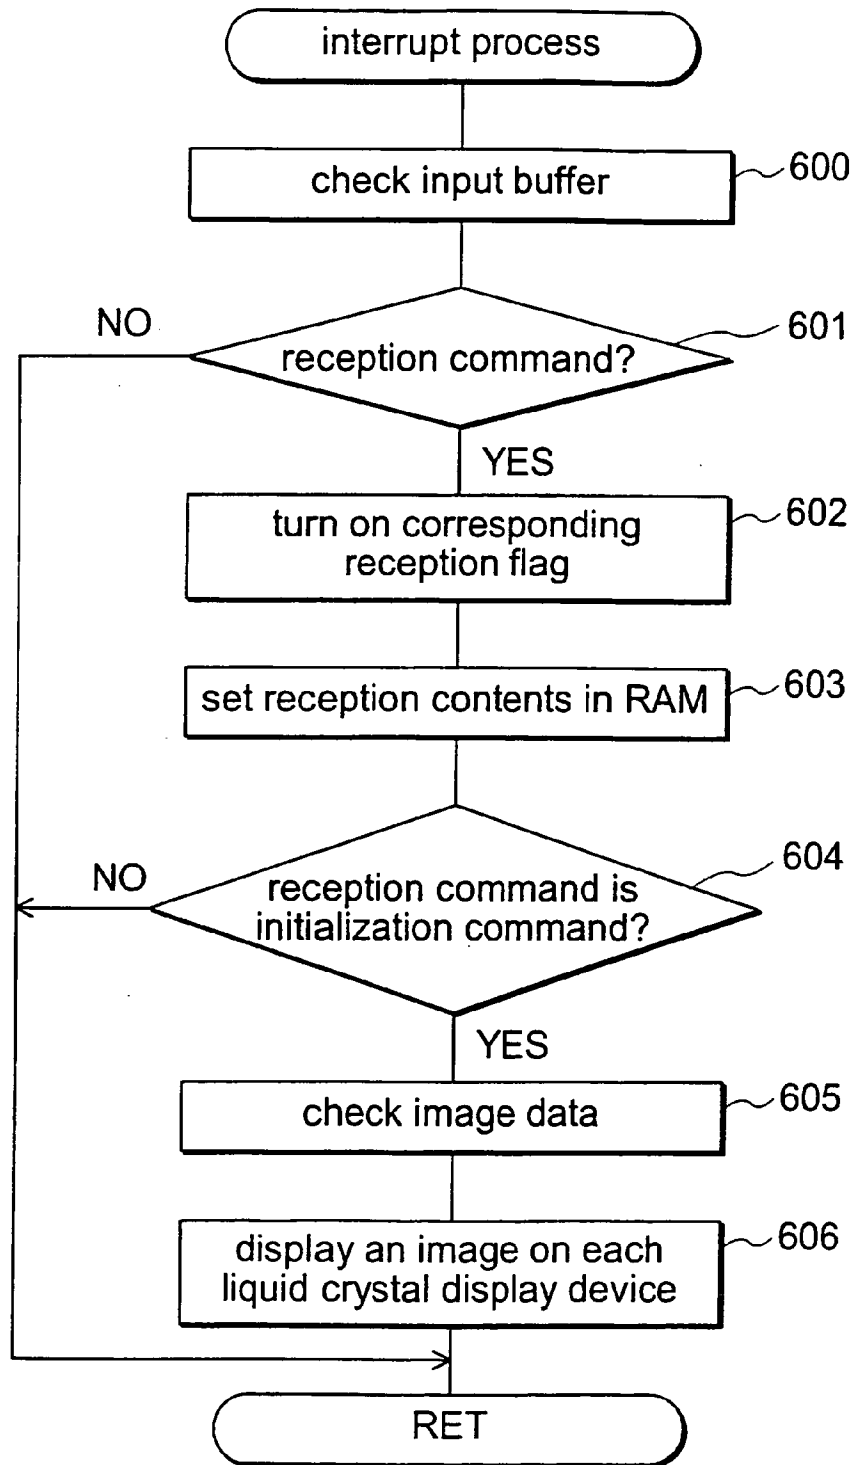 interrupt process
check input buffer
600
NO
601
reception command?
YES
turn on corresponding
reception flag
602
set reception contents in RAM
603
604
NO
reception command is
initialization command?
YES
check image data
605
display an image on each
liquid crystal display device
606
RET